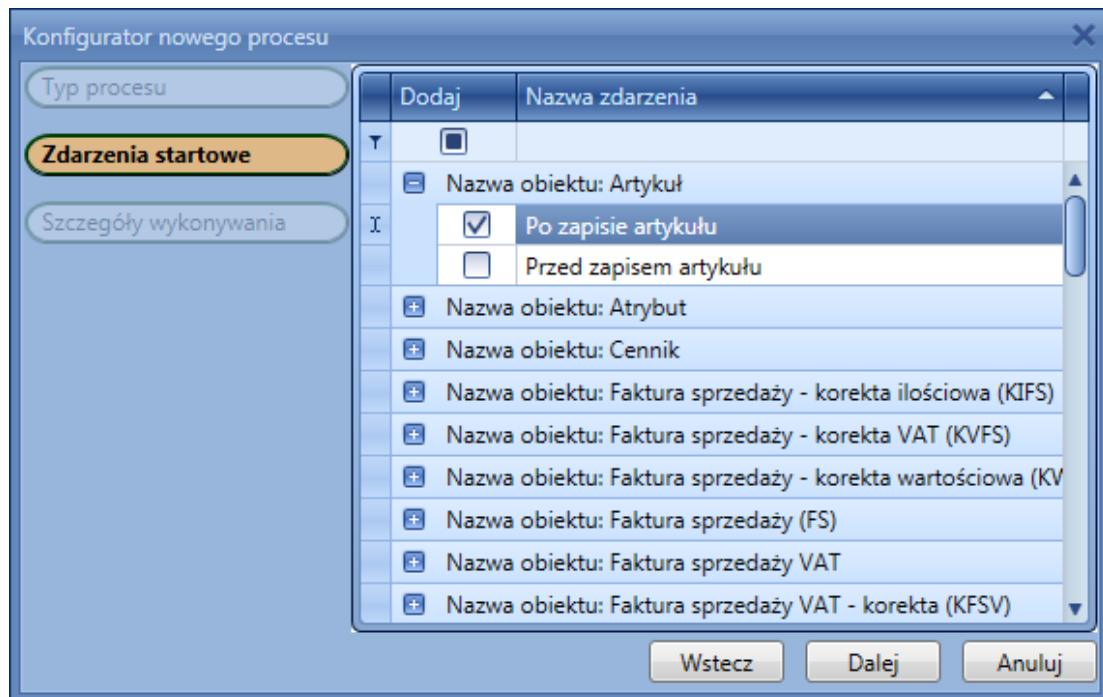 Konfigurator nowego procesu
Typ procesu
Zdarzenia startowe
Szczegóły wykonywania
Dodaj Nazwa zdarzenia
Nazwa obiektu: Artykuł
Po zapisie artykułu
Przed zapisem artykułu
Nazwa obiektu: Atrybut
Nazwa obiektu: Cennik
Nazwa obiektu: Faktura sprzedaży - korekta ilościowa (KIFS)
Nazwa obiektu: Faktura sprzedaży - korekta VAT (KVFS)
Nazwa obiektu: Faktura sprzedaży - korekta wartościowa (KW
Nazwa obiektu: Faktura sprzedaży (FS)
Nazwa obiektu: Faktura sprzedaży VAT
Nazwa obiektu: Faktura sprzedaży VAT - korekta (KFSV)
Wstecz Dalej Anuluj